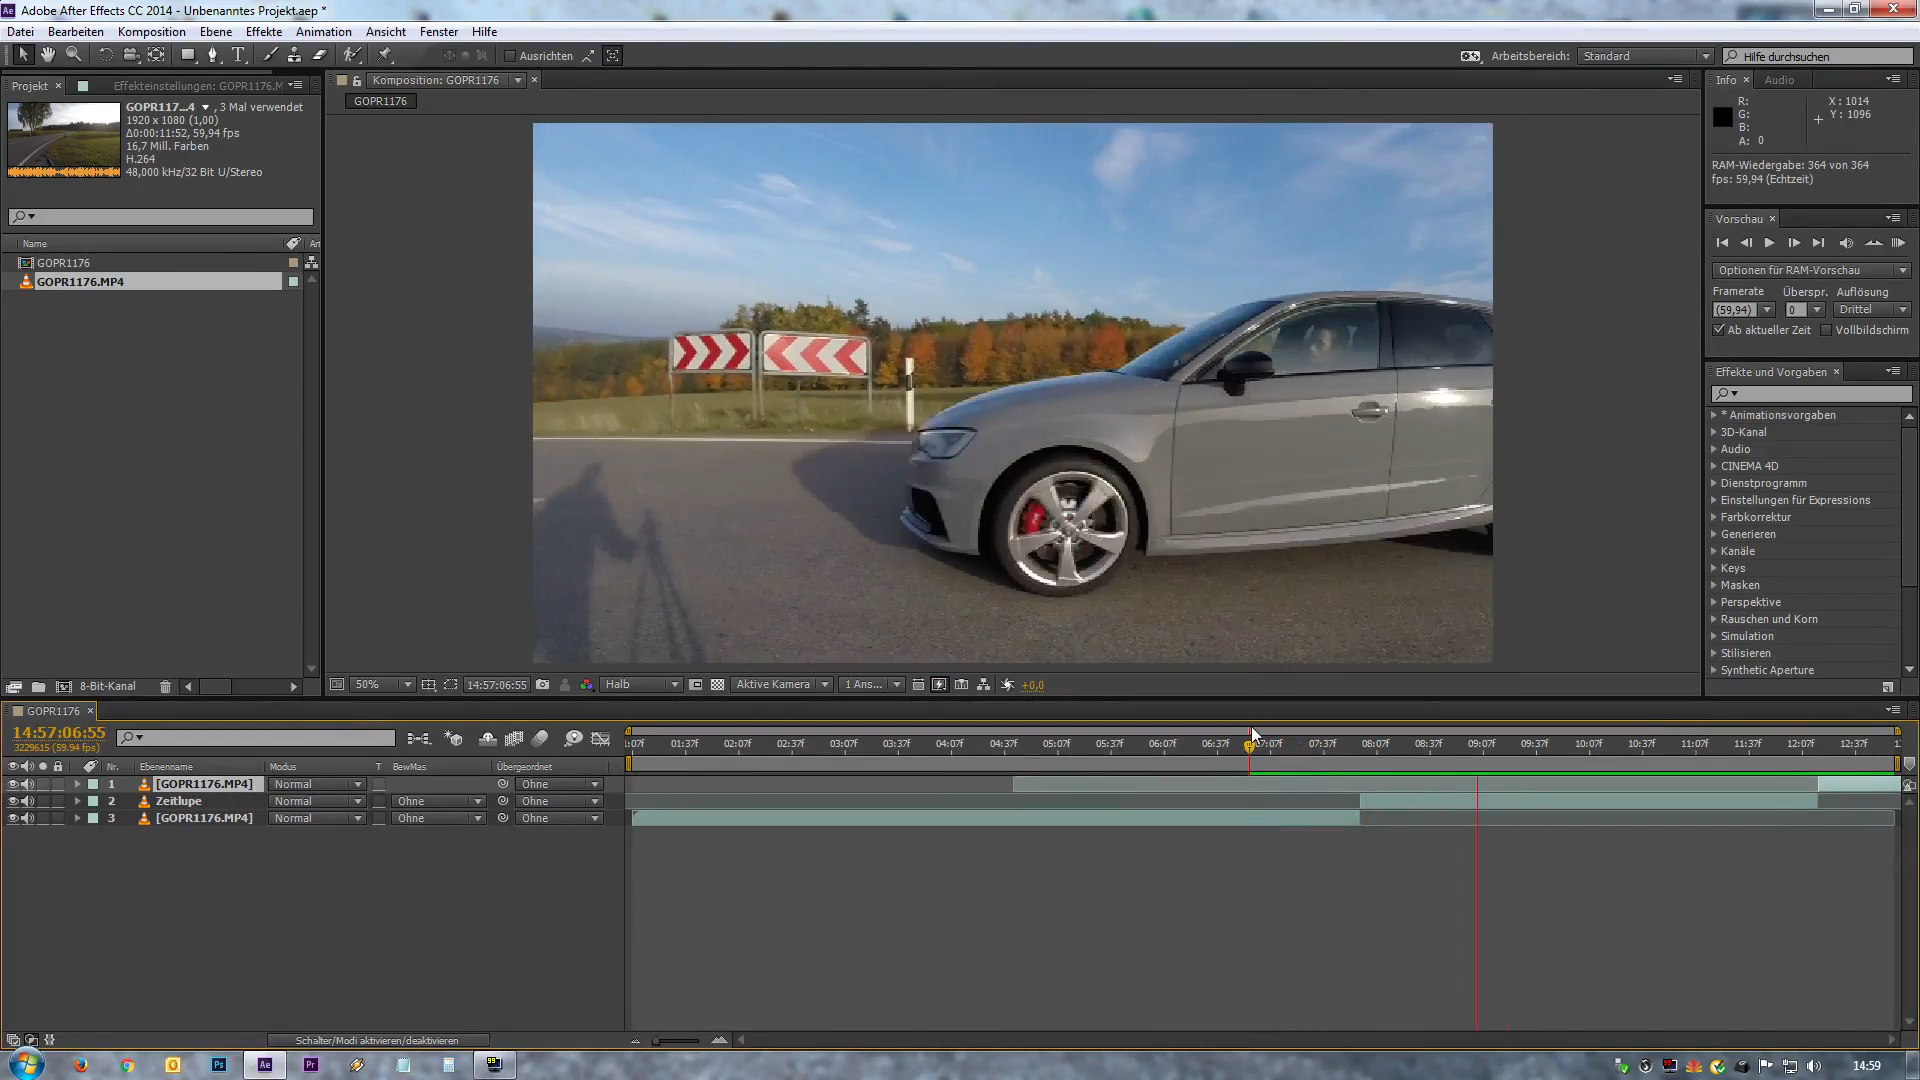 Adobe After Effects CC 2014 - Unbenanntes Projekt.aep *
Datei Bearbeiten Komposition Ebene Effekte Animation Ansicht Fenster Hilfe
Ausrichten
Arbeitsbereich: Standard
Hilfe durchsuchen
Projekt
Effekteinstellungen: GOPR1176.M
GOPR117...4 , 3 Mal verwendet
1920 x 1080 (1,00)
Δ0:00:11:52, 59,94 fps
16,7 Mill. Farben
H.264
48,000 kHz/32 Bit U/Stereo
Name
GOPR1176
GOPR1176.MP4
8-Bit-Kanal
Komposition: GOPR1176
GOPR1176
50%
14:57:06:55
Halb
Aktive Kamera
1 Ans...
+0,0
Info
Audio
R:
G:
B:
A: 0
X : 1014
Y : 1096
RAM-Wiedergabe: 364 von 364
fps: 59,94 (Echtzeit)
Vorschau
Optionen für RAM-Vorschau
Framerate Überspr. Auflösung
(59,94) 0 Drittel
Ab aktueller Zeit Vollbildschirm
Effekte und Vorgaben
* Animationsvorgaben
3D-Kanal
Audio
CINEMA 4D
Dienstprogramm
Einstellungen für Expressions
Farbkorrektur
Generieren
Kanäle
Keys
Masken
Perspektive
Rauschen und Korn
Simulation
Stilisieren
Synthetic Aperture
GOPR1176
14:57:06:55
3229615 (59.94 fps)
Nr. Ebenenname Modus T BewMas Übergeordnet
1 [GOPR1176.MP4] Normal Ohne
2 Zeitlupe Normal Ohne Ohne
3 [GOPR1176.MP4] Normal Ohne Ohne
1:07f 01:37f 02:07f 02:37f 03:07f 03:37f 04:07f 04:37f 05:07f 05:37f 06:07f 06:37f 07:07f 07:37f 08:07f 08:37f 09:07f 09:37f 10:07f 10:37f 11:07f 11:37f 12:07f 12:37f
Schalter/Modi aktivieren/deaktivieren
Ps
Ae
Pr
14:59